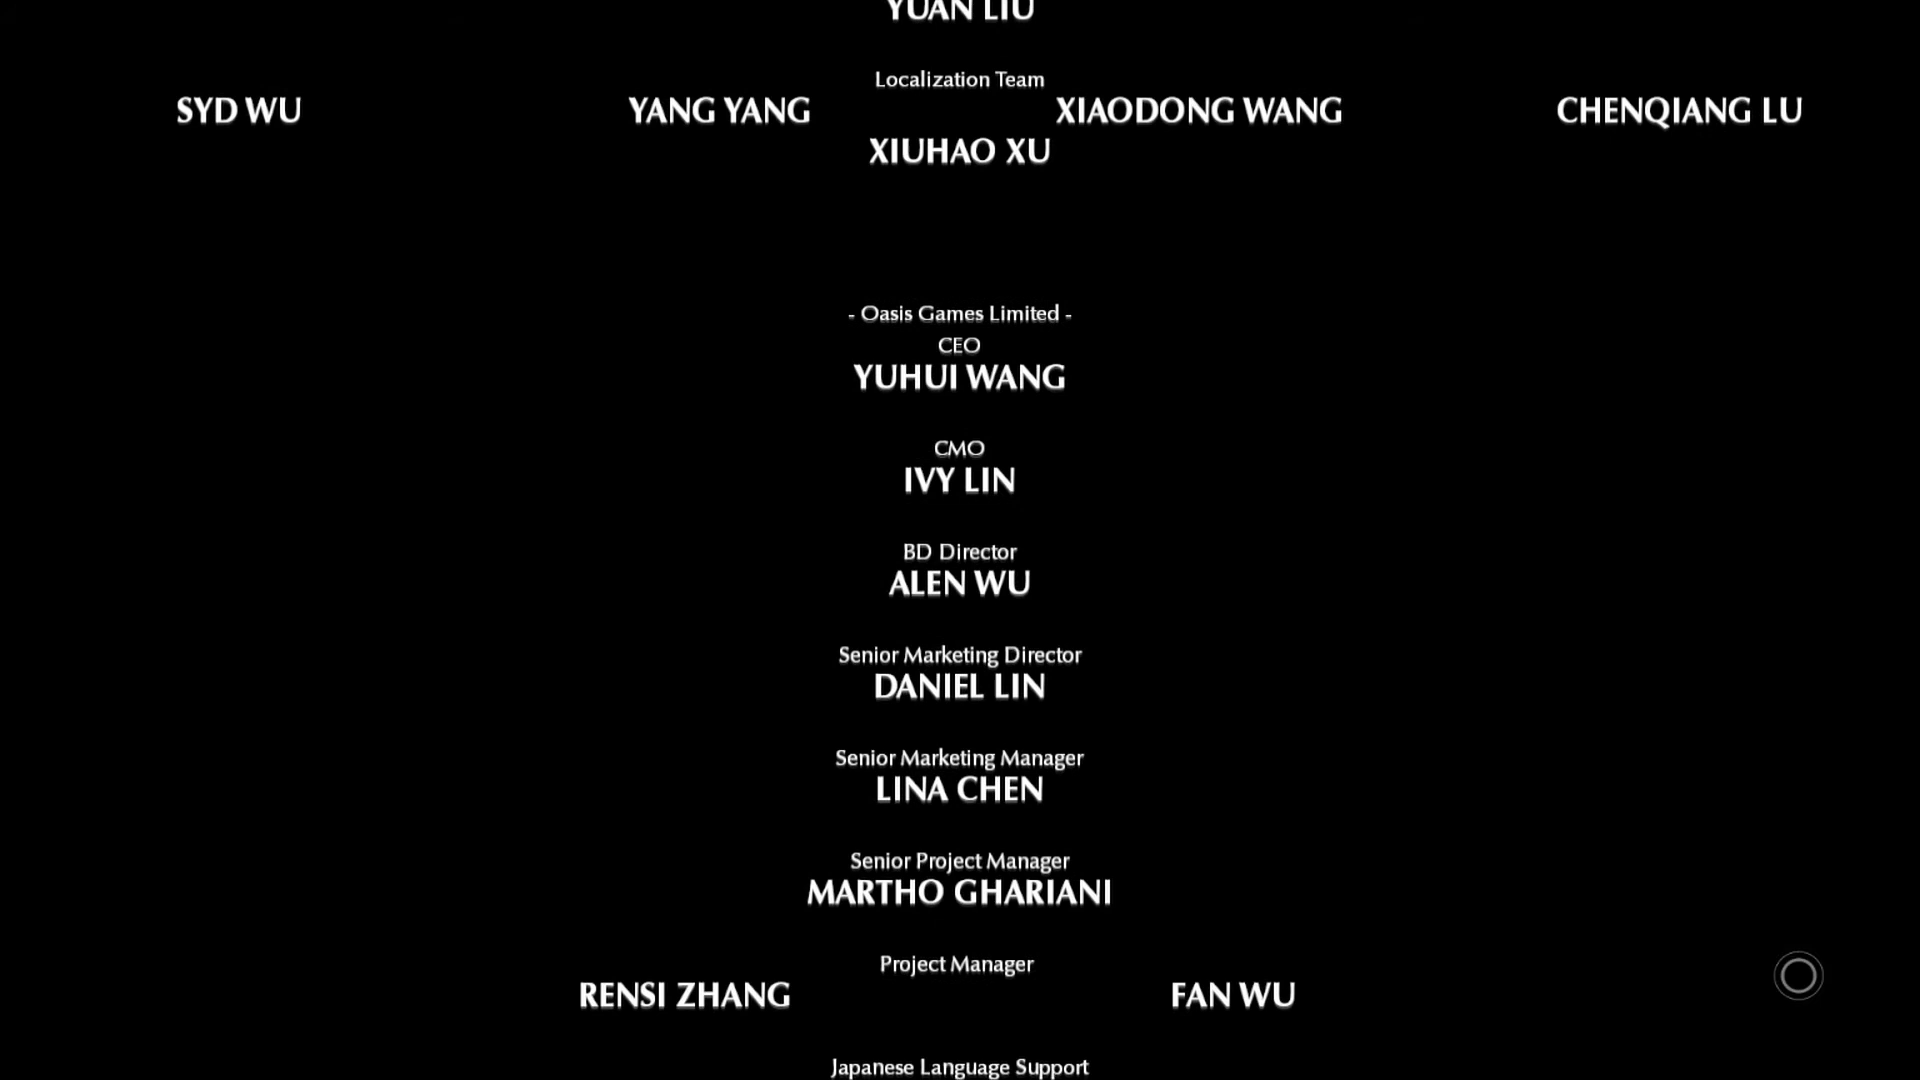 YUAN LIU
Localization Team
SYD WU YANG YANG XIAODONG WANG CHENQIANG LU
XIUHAO XU
- Oasis Games Limited -
CEO
YUHUI WANG
CMO
IVY LIN
BD Director
ALEN WU
Senior Marketing Director
DANIEL LIN
Senior Marketing Manager
LINA CHEN
Senior Project Manager
MARTHO GHARIANI
Project Manager
RENSI ZHANG FAN WU
Japanese Language Support